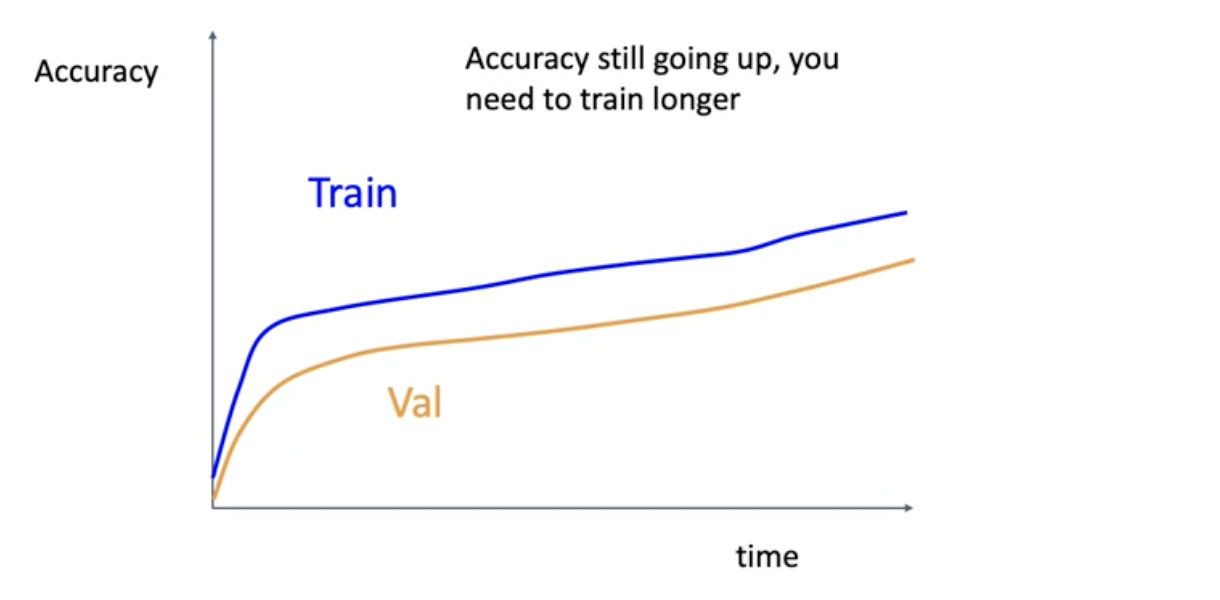 Accuracy
Accuracy still going up, you
need to train longer
Train
Val
time